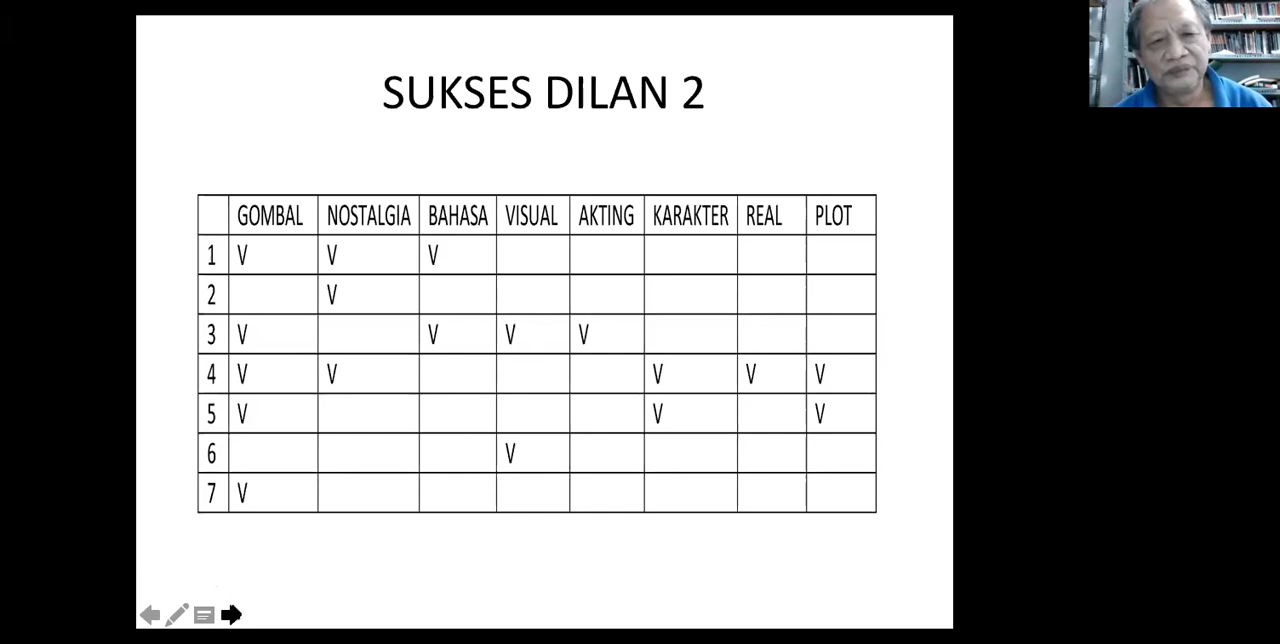 SUKSES DILAN 2
GOMBAL NOSTALGIA BAHASA VISUAL AKTING KARAKTER REAL PLOT
1 V V V
2 V
3 V V V V
4 V V V V V
5 V V V
6 V
7 V